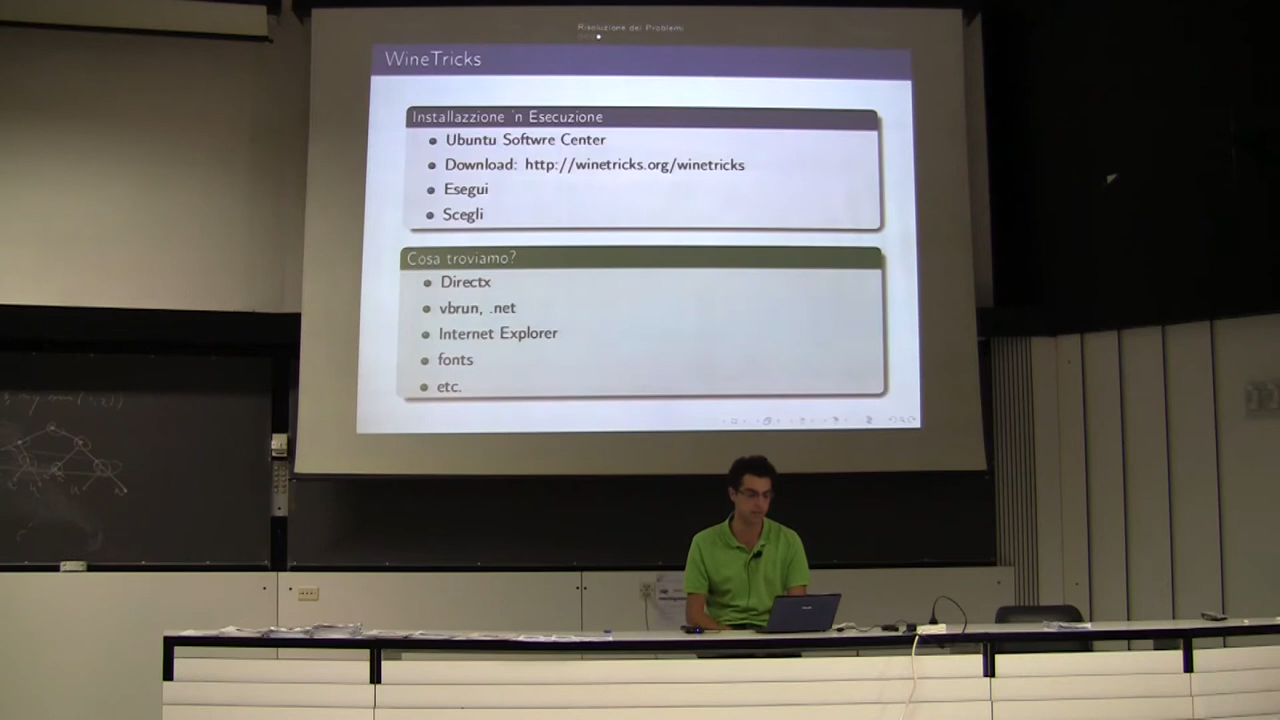 Risoluzione dei Problemi
WineTricks
Installazzione 'n Esecuzione
Ubuntu Softwre Center
Download: http://winetricks.org/winetricks
Esegui
Scegli
Cosa troviamo?
Directx
vbrun, .net
Internet Explorer
fonts
etc.